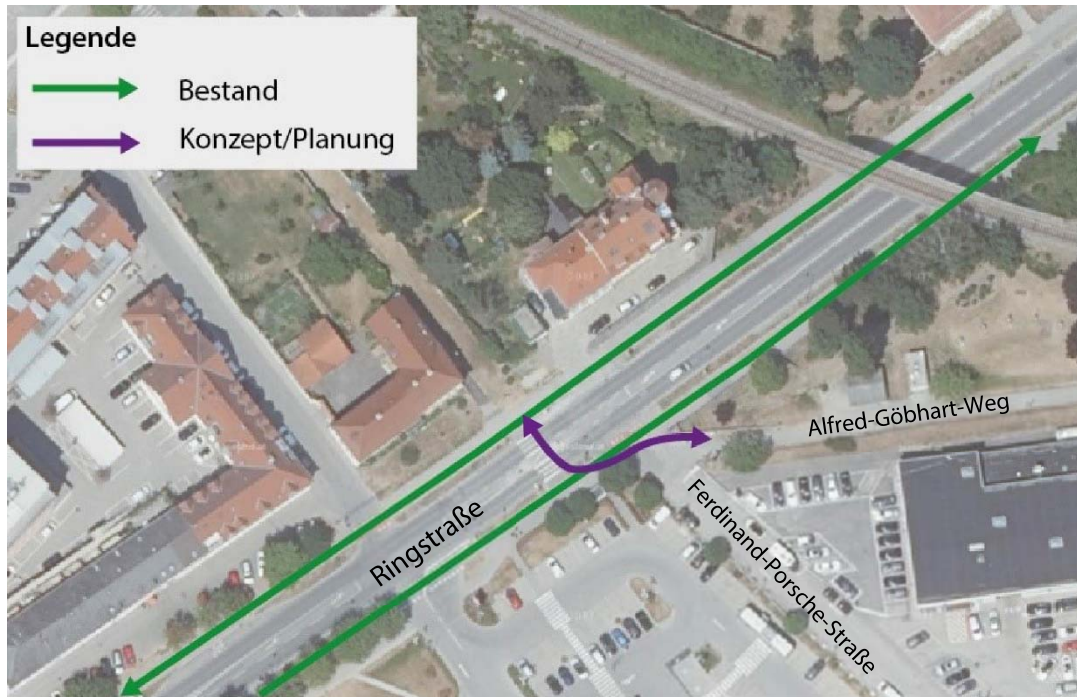 Legende
Bestand
Konzept/Planung
Alfred-Göbhart-Weg
Ringstraße
Ferdinand-Porsche-Straße